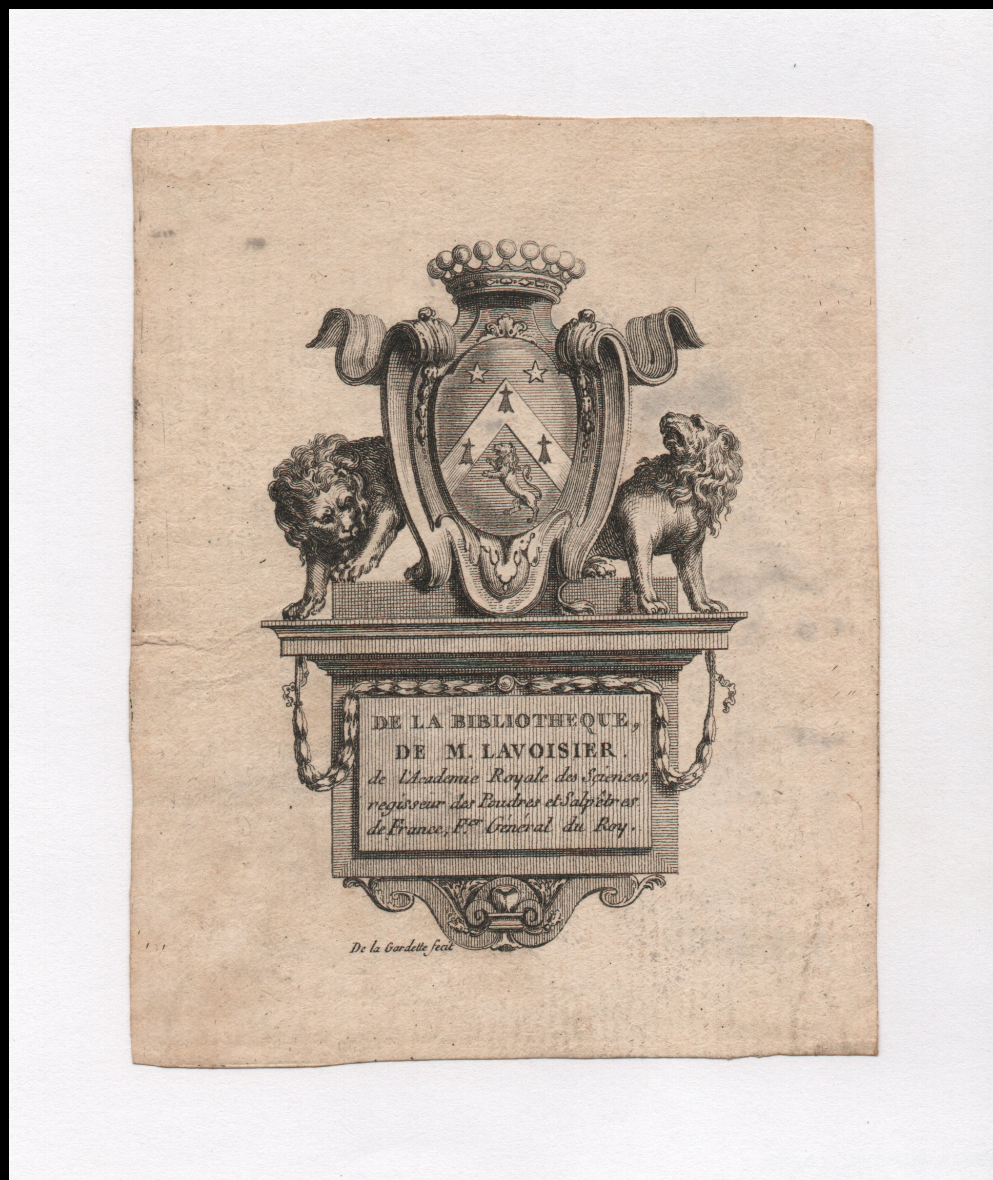 DE LA BIBLIOTHEQUE,
DE M. LAVOISIER.
de l'Academie Royale des Sciences,
regisseur des Poudres et Salpêtres
de France, F.er Général du Roy.
De la Gardette fecit